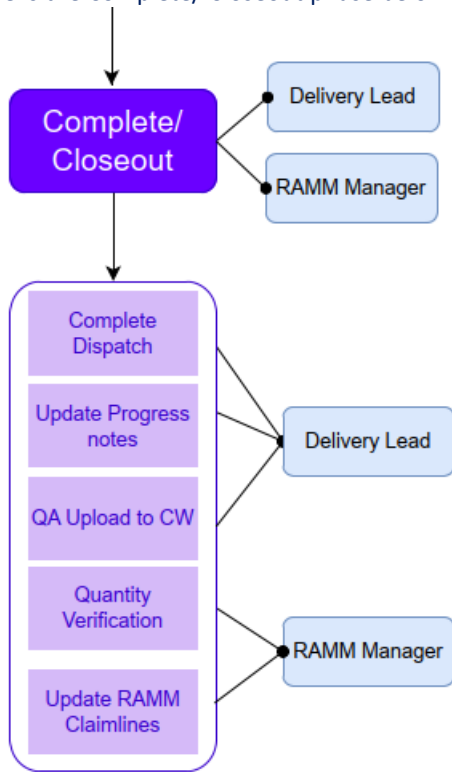 Complete/
Closeout
Delivery Lead
RAMM Manager
Complete
Dispatch
Update Progress
notes
QA Upload to CW
Delivery Lead
Quantity
Verification
Update RAMM
Claimlines
RAMM Manager